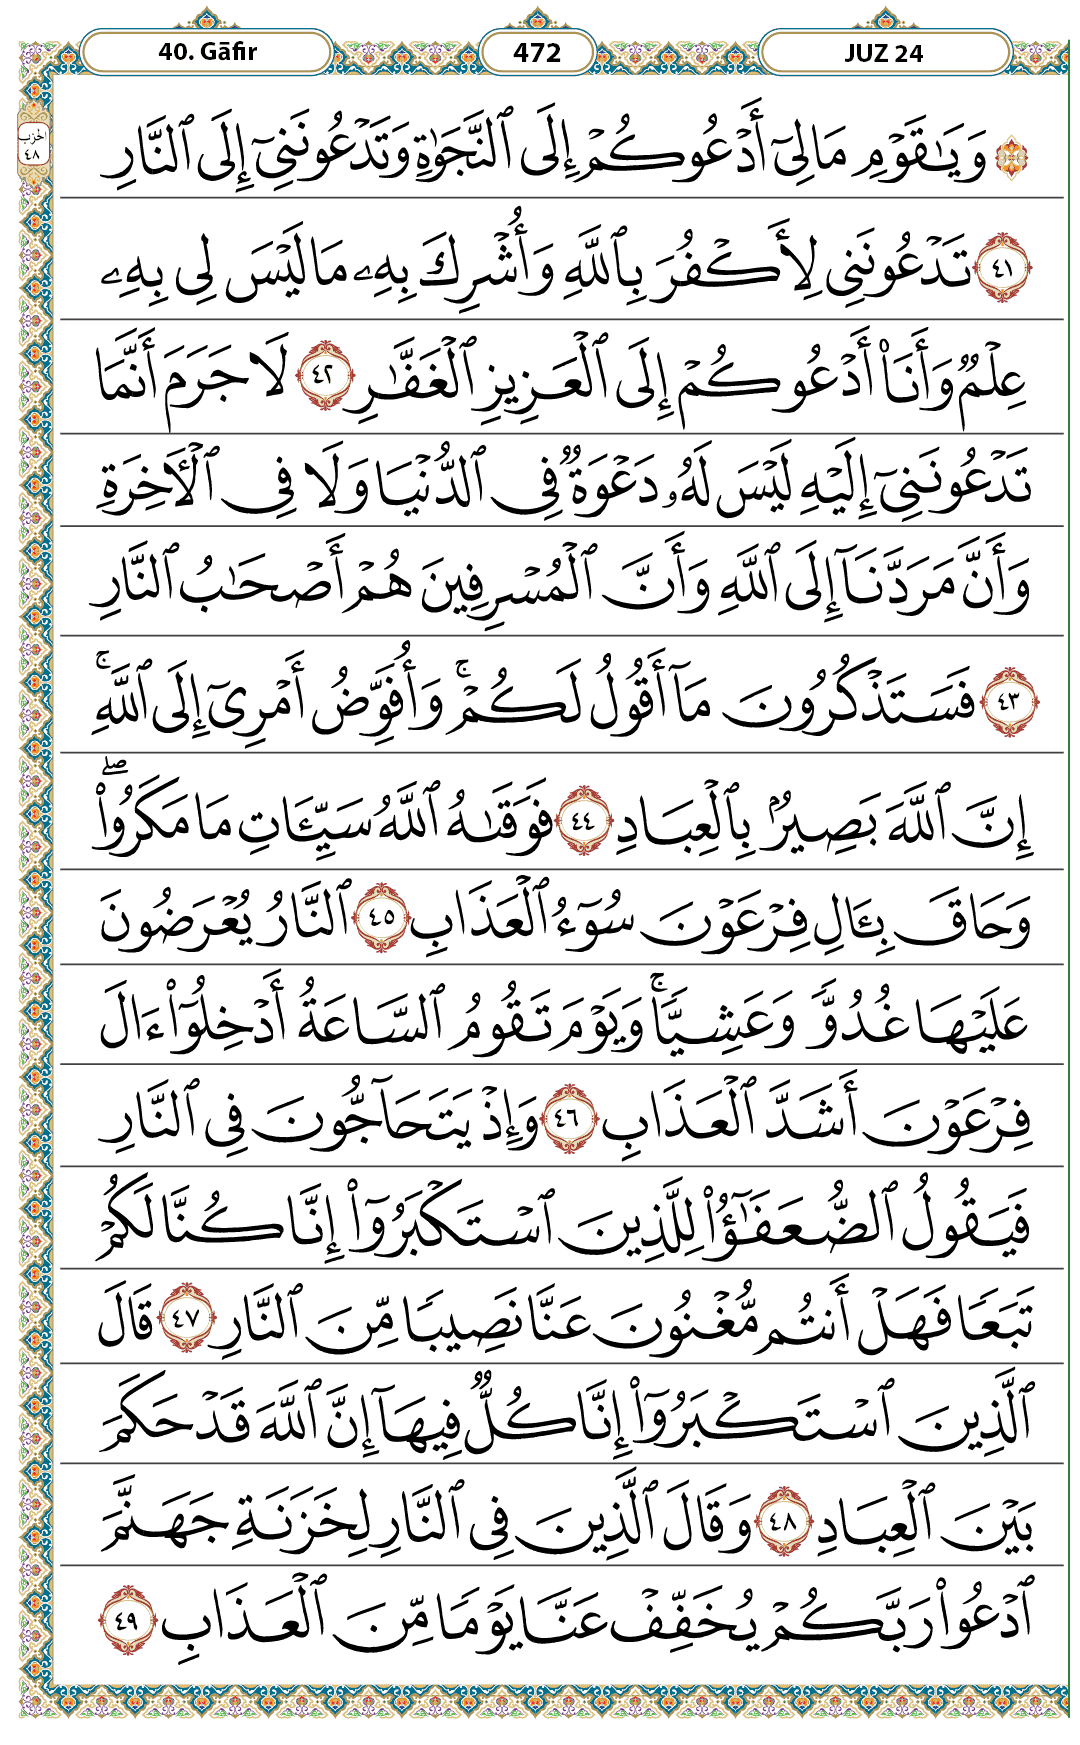 40. Gāfir
472
JUZ 24
الحزب
٤٨
۞ وَيَٰقَوْمِ مَا لِىٓ أَدْعُوكُمْ إِلَى ٱلنَّجَوٰةِ وَتَدْعُونَنِىٓ إِلَى ٱلنَّارِ
٤١ تَدْعُونَنِى لِأَكْفُرَ بِٱللَّهِ وَأُشْرِكَ بِهِۦ مَا لَيْسَ لِى بِهِۦ
عِلْمٌ وَأَنَا۠ أَدْعُوكُمْ إِلَى ٱلْعَزِيزِ ٱلْغَفَّٰرِ ٤٢ لَا جَرَمَ أَنَّمَا
تَدْعُونَنِىٓ إِلَيْهِ لَيْسَ لَهُۥ دَعْوَةٌ فِى ٱلدُّنْيَا وَلَا فِى ٱلْأَخِرَةِ
وَأَنَّ مَرَدَّنَآ إِلَى ٱللَّهِ وَأَنَّ ٱلْمُسْرِفِينَ هُمْ أَصْحَٰبُ ٱلنَّارِ
٤٣ فَسَتَذْكُرُونَ مَآ أَقُولُ لَكُمْۚ وَأُفَوِّضُ أَمْرِىٓ إِلَى ٱللَّهِۚ
إِنَّ ٱللَّهَ بَصِيرٌۢ بِٱلْعِبَادِ ٤٤ فَوَقَىٰهُ ٱللَّهُ سَيِّـَٔاتِ مَا مَكَرُوا۟ۖ
وَحَاقَ بِـَٔالِ فِرْعَوْنَ سُوٓءُ ٱلْعَذَابِ ٤٥ ٱلنَّارُ يُعْرَضُونَ
عَلَيْهَا غُدُوًّا وَعَشِيًّاۚ وَيَوْمَ تَقُومُ ٱلسَّاعَةُ أَدْخِلُوٓا۟ ءَالَ
فِرْعَوْنَ أَشَدَّ ٱلْعَذَابِ ٤٦ وَإِذْ يَتَحَآجُّونَ فِى ٱلنَّارِ
فَيَقُولُ ٱلضُّعَفَٰٓؤُا۟ لِلَّذِينَ ٱسْتَكْبَرُوٓا۟ إِنَّا كُنَّا لَكُمْ
تَبَعًا فَهَلْ أَنتُم مُّغْنُونَ عَنَّا نَصِيبًا مِّنَ ٱلنَّارِ ٤٧ قَالَ
ٱلَّذِينَ ٱسْتَكْبَرُوٓا۟ إِنَّا كُلٌّ فِيهَآ إِنَّ ٱللَّهَ قَدْ حَكَمَ
بَيْنَ ٱلْعِبَادِ ٤٨ وَقَالَ ٱلَّذِينَ فِى ٱلنَّارِ لِخَزَنَةِ جَهَنَّمَ
ٱدْعُوا۟ رَبَّكُمْ يُخَفِّفْ عَنَّا يَوْمًا مِّنَ ٱلْعَذَابِ ٤٩